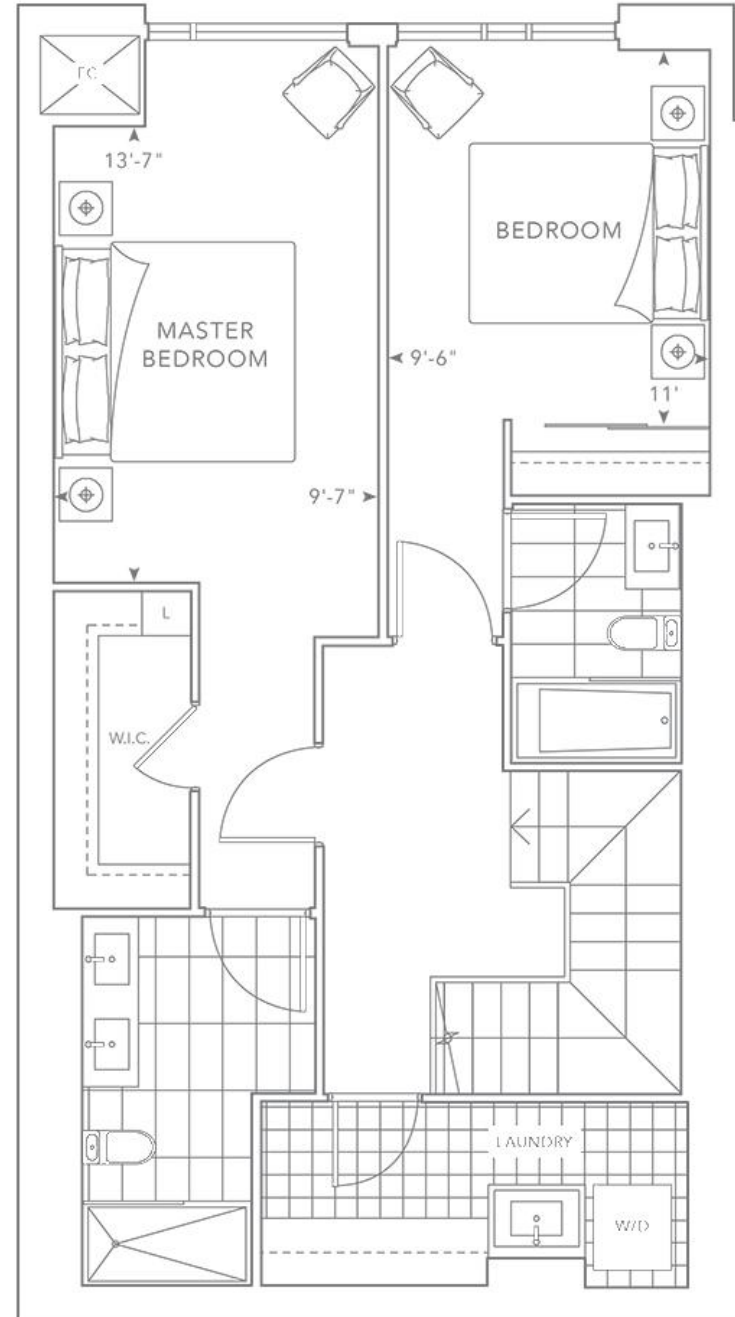 FC
13'-7"
BEDROOM
MASTER
BEDROOM
9'-6"
11'
9'-7"
L
W.I.C.
LAUNDRY
W/D